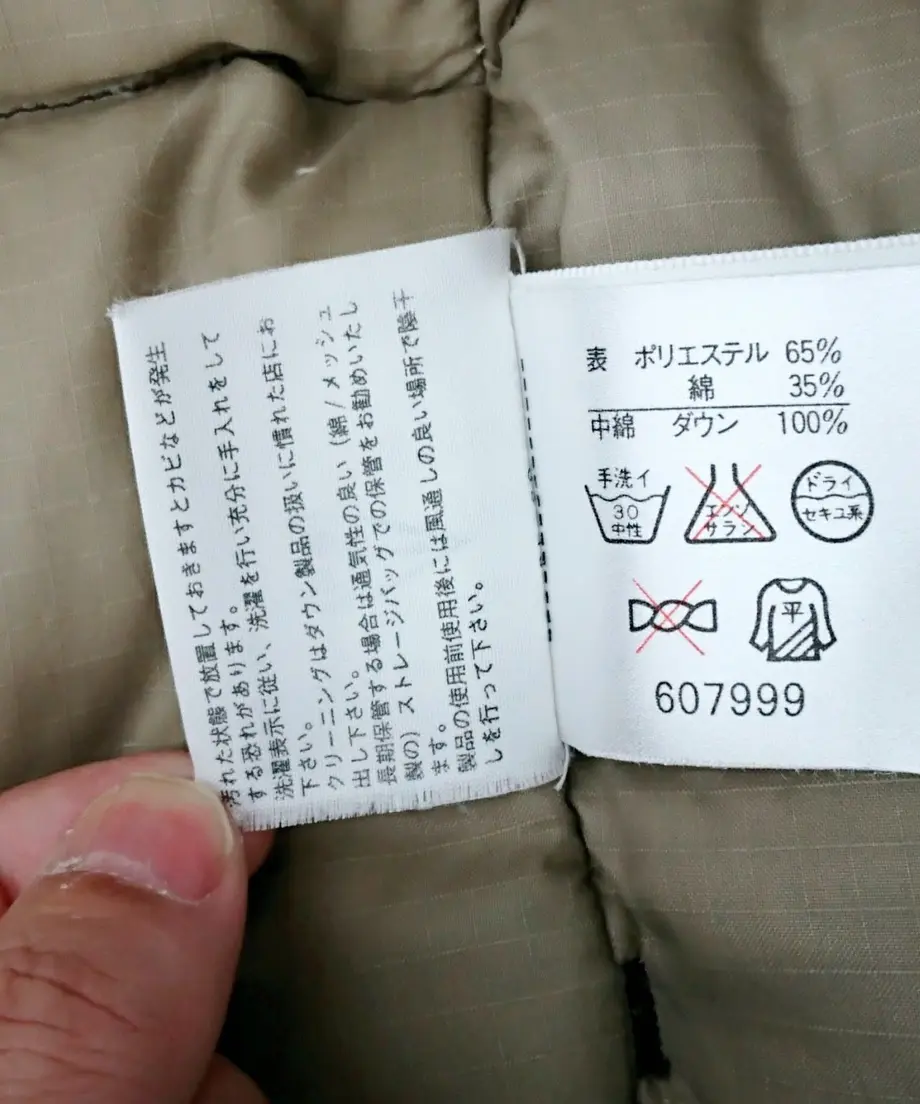 汚れた状態で放置しておきますとカビなどが発生
する恐れがあります。
洗濯表示に従い、洗濯を行い充分に手入れをして
下さい。
クリーニングはダウン製品の扱いに慣れた店にお
出し下さい。
長期保管する場合は通気性の良い（綿/メッシュ
製の）ストレージバッグでの保管をお勧めいたし
ます。
製品の使用前使用後には風通しの良い場所で陰干
しを行って下さい。
表 ポリエステル 65%
綿 35%
中綿 ダウン 100%
手洗イ
30
中性
エンソ
サラシ
ドライ
セキユ系
平
607999